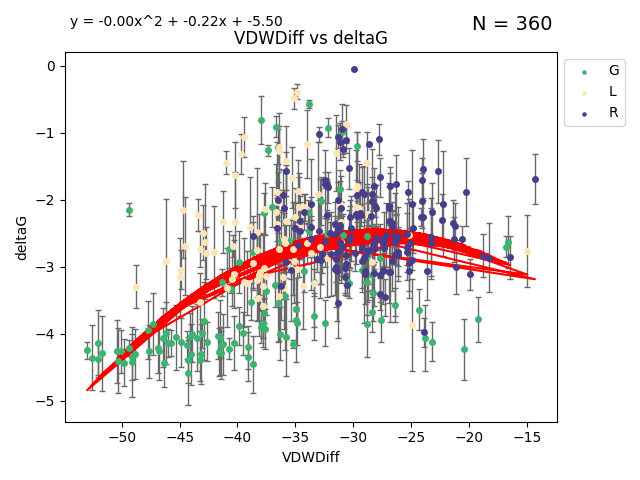 y = -0.00x^2 + -0.22x + -5.50
N = 360
VDWDiff vs deltaG
G
L
R
0
−1
−2
−3
−4
−5
deltaG
−50 −45 −40 −35 −30 −25 −20 −15
VDWDiff